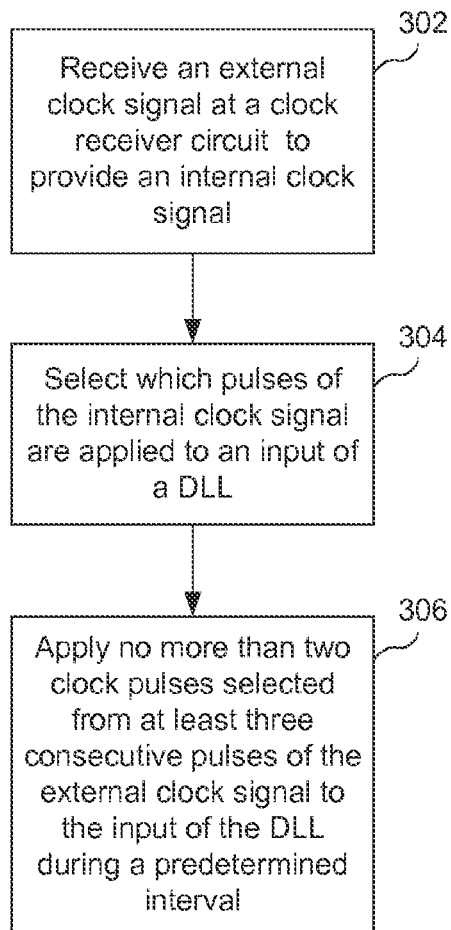 302
Receive an external
clock signal at a clock
receiver circuit to
provide an internal clock
signal
304
Select which pulses of
the internal clock signal
are applied to an input of
a DLL
306
Apply no more than two
clock pulses selected
from at least three
consecutive pulses of the
external clock signal to
the input of the DLL
during a predetermined
interval